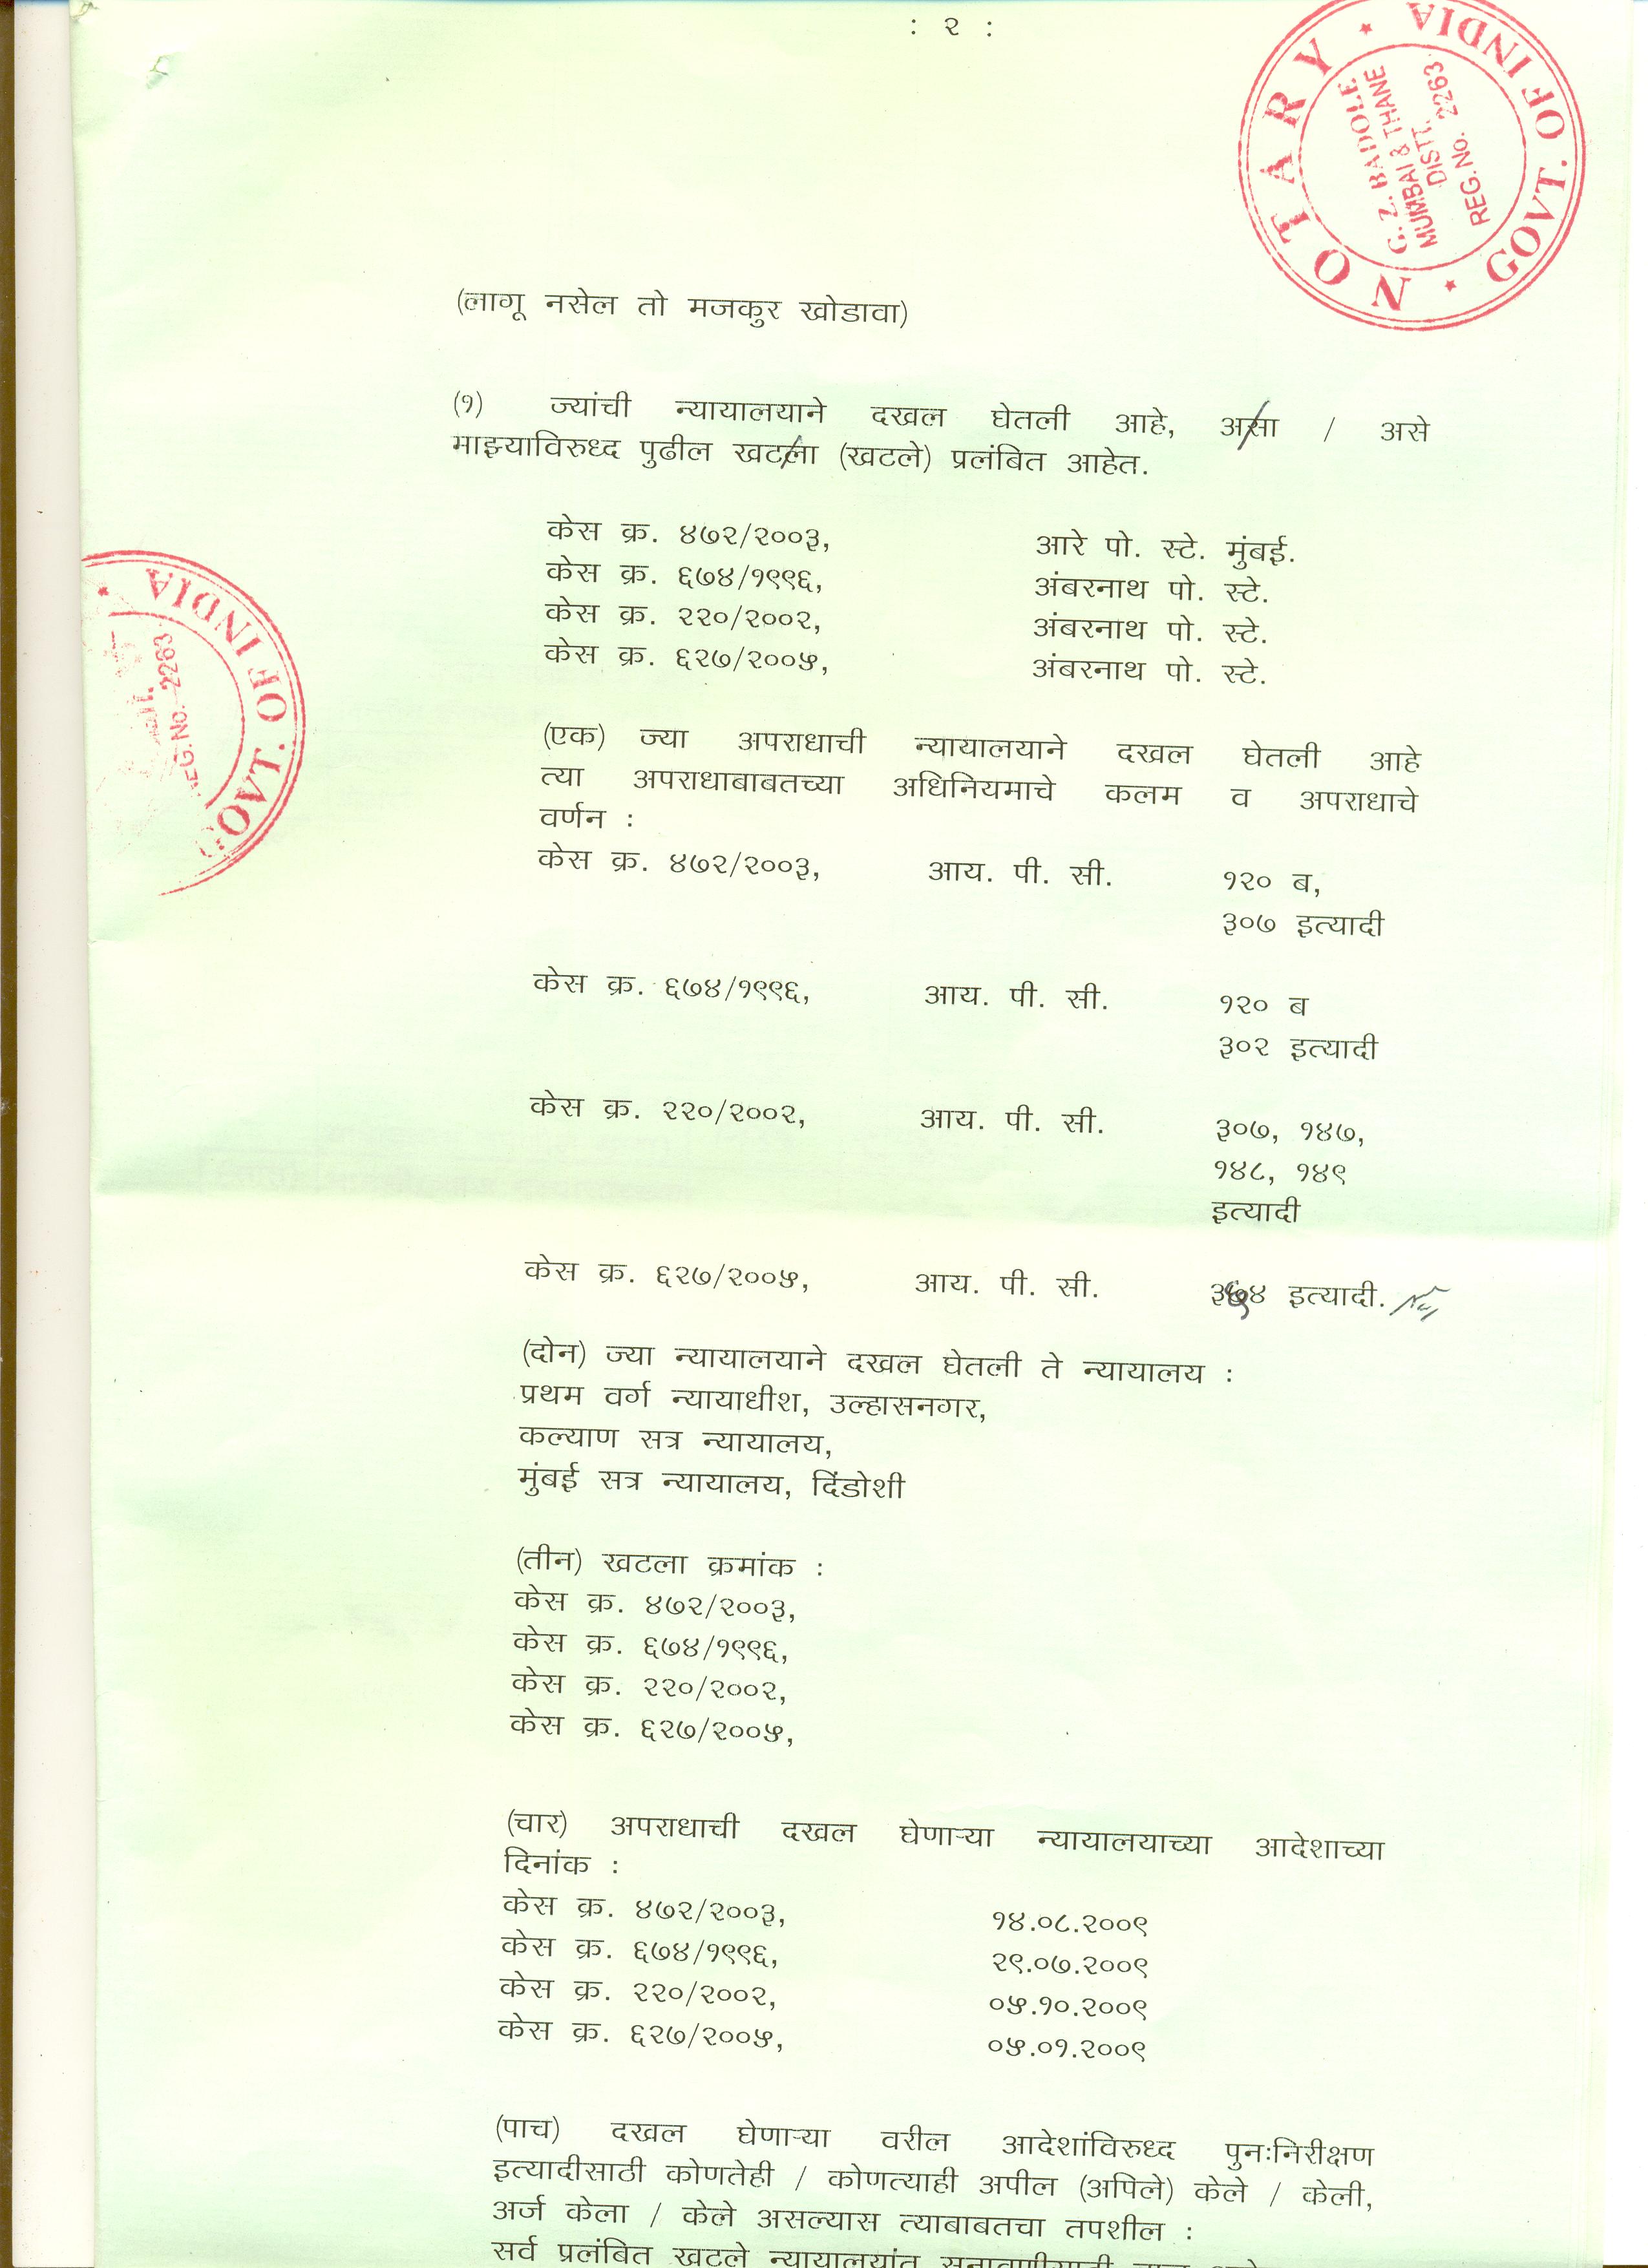 : २ :
NOTARY * GOVT. OF INDIA *
MUMBAI & THANE
DISTT.
REG.No. 2263
(लागू नसेल तो मजकुर खोडावा)
(१) ज्यांची न्यायालयाने दखल घेतली आहे, असा / असे
माझ्याविरुध्द पुढील खटला (खटले) प्रलंबित आहेत.
केस क्र. ४७२/२००३, आरे पो. स्टे. मुंबई.
केस क्र. ६७४/१९९६, अंबरनाथ पो. स्टे.
केस क्र. २२०/२००२, अंबरनाथ पो. स्टे.
केस क्र. ६२७/२००५, अंबरनाथ पो. स्टे.
GOVT. OF INDIA *
REG.No. 2263
(एक) ज्या अपराधाची न्यायालयाने दखल घेतली आहे
त्या अपराधाबाबतच्या अधिनियमाचे कलम व अपराधाचे
वर्णन :
केस क्र. ४७२/२००३, आय. पी. सी. १२० ब,
३०७ इत्यादी
केस क्र. ६७४/१९९६, आय. पी. सी. १२० ब
३०२ इत्यादी
केस क्र. २२०/२००२, आय. पी. सी. ३०७, १४७,
१४८, १४९
इत्यादी
केस क्र. ६२७/२००५, आय. पी. सी. इत्यादी.
(दोन) ज्या न्यायालयाने दखल घेतली ते न्यायालय :
प्रथम वर्ग न्यायाधीश, उल्हासनगर,
कल्याण सत्र न्यायालय,
मुंबई सत्र न्यायालय, दिंडोशी
(तीन) खटला क्रमांक :
केस क्र. ४७२/२००३,
केस क्र. ६७४/१९९६,
केस क्र. २२०/२००२,
केस क्र. ६२७/२००५,
(चार) अपराधाची दखल घेणाऱ्या न्यायालयाच्या आदेशाच्या
दिनांक :
केस क्र. ४७२/२००३, १४.०८.२००९
केस क्र. ६७४/१९९६, २९.०७.२००९
केस क्र. २२०/२००२, ०५.१०.२००९
केस क्र. ६२७/२००५, ०५.०१.२००९
(पाच) दखल घेणाऱ्या वरील आदेशांविरुध्द पुनःनिरीक्षण
इत्यादीसाठी कोणतेही / कोणत्याही अपील (अपिले) केले / केली,
अर्ज केला / केले असल्यास त्याबाबतचा तपशील :
सर्व प्रलंबित खटले न्यायालयांत